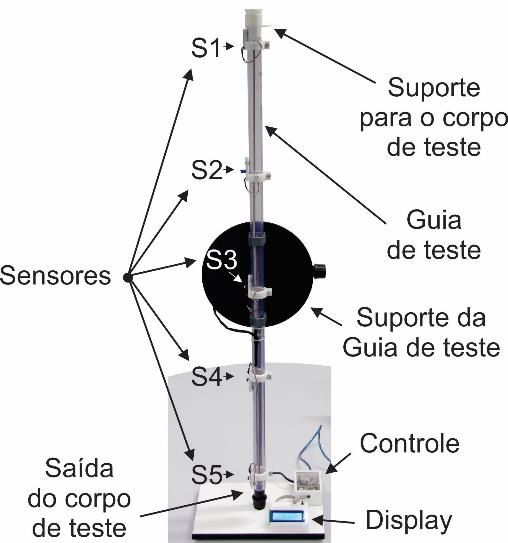 S1
Suporte
para o corpo
de teste
S2
Guia
de teste
Sensores
S3
Suporte da
Guia de teste
S4
Controle
S5
Saída
do corpo
de teste
Display